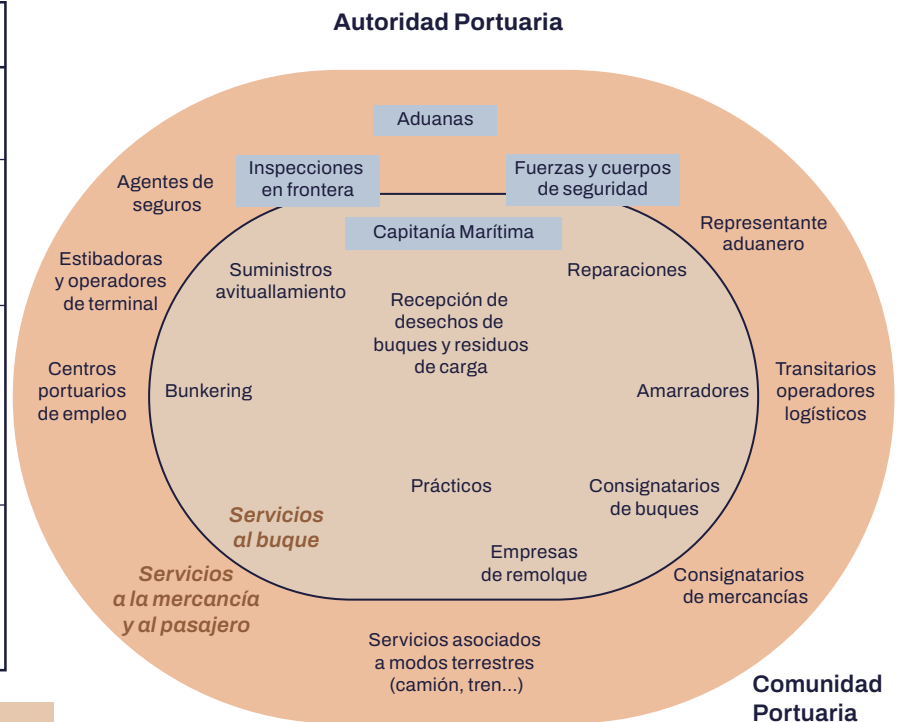 Autoridad Portuaria
Aduanas
Inspecciones
en frontera
Fuerzas y cuerpos
de seguridad
Agentes de
seguros
Capitanía Marítima
Representante
aduanero
Estibadoras
y operadores
de terminal
Suministros
avituallamiento
Recepción de
desechos de
buques y residuos
de carga
Reparaciones
Centros
portuarios
de empleo
Bunkering
Amarradores
Transitarios
operadores
logísticos
Prácticos
Consignatarios
de buques
Servicios
al buque
Empresas
de remolque
Servicios
a la mercancía
y al pasajero
Consignatarios
de mercancías
Servicios asociados
a modos terrestres
(camión, tren...)
Comunidad
Portuaria